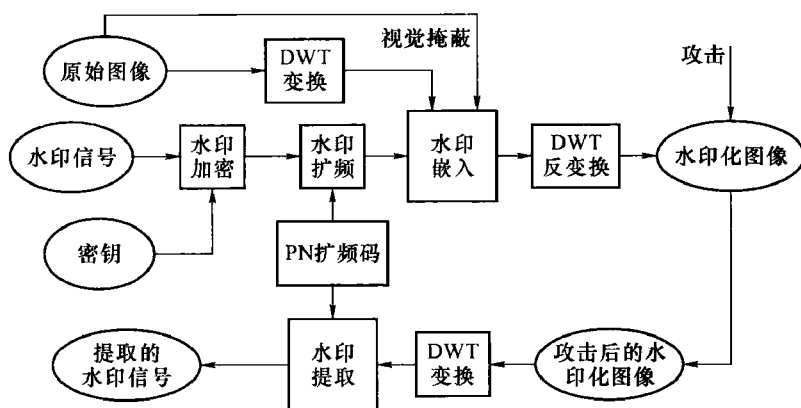 视觉掩蔽
攻击
原始图像
DWT
变换
水印信号
水印
加密
水印
扩频
水印
嵌入
DWT
反变换
水印化图像
密钥
PN扩频码
提取的
水印信号
水印
提取
DWT
变换
攻击后的水
印化图像